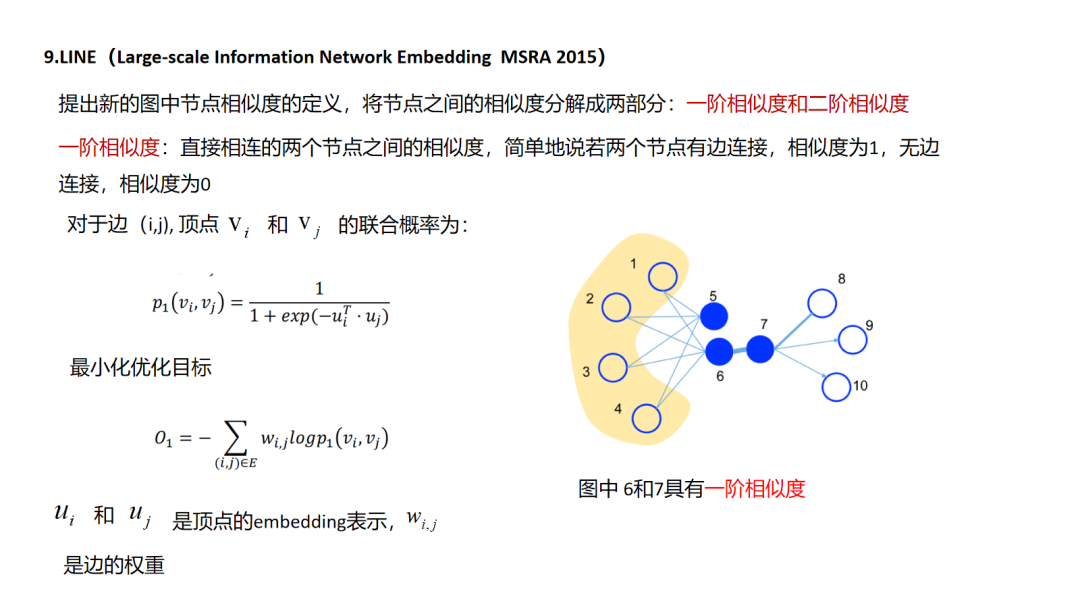 9.LINE（Large-scale Information Network Embedding MSRA 2015）
提出新的图中节点相似度的定义，将节点之间的相似度分解成两部分：一阶相似度和二阶相似度
一阶相似度：直接相连的两个节点之间的相似度，简单地说若两个节点有边连接，相似度为1，无边
连接，相似度为0
对于边（i,j), 顶点 v_i 和 v_j 的联合概率为：
p_1(v_i, v_j) = 1 / (1 + exp(−u_i^T · u_j))
最小化优化目标
O_1 = − ∑_{(i,j)∈E} w_{i,j} log p_1(v_i, v_j)
u_i 和 u_j 是顶点的embedding表示，w_{i,j}
是边的权重
1
2
3
4
5
6
7
8
9
10
图中 6和7具有一阶相似度